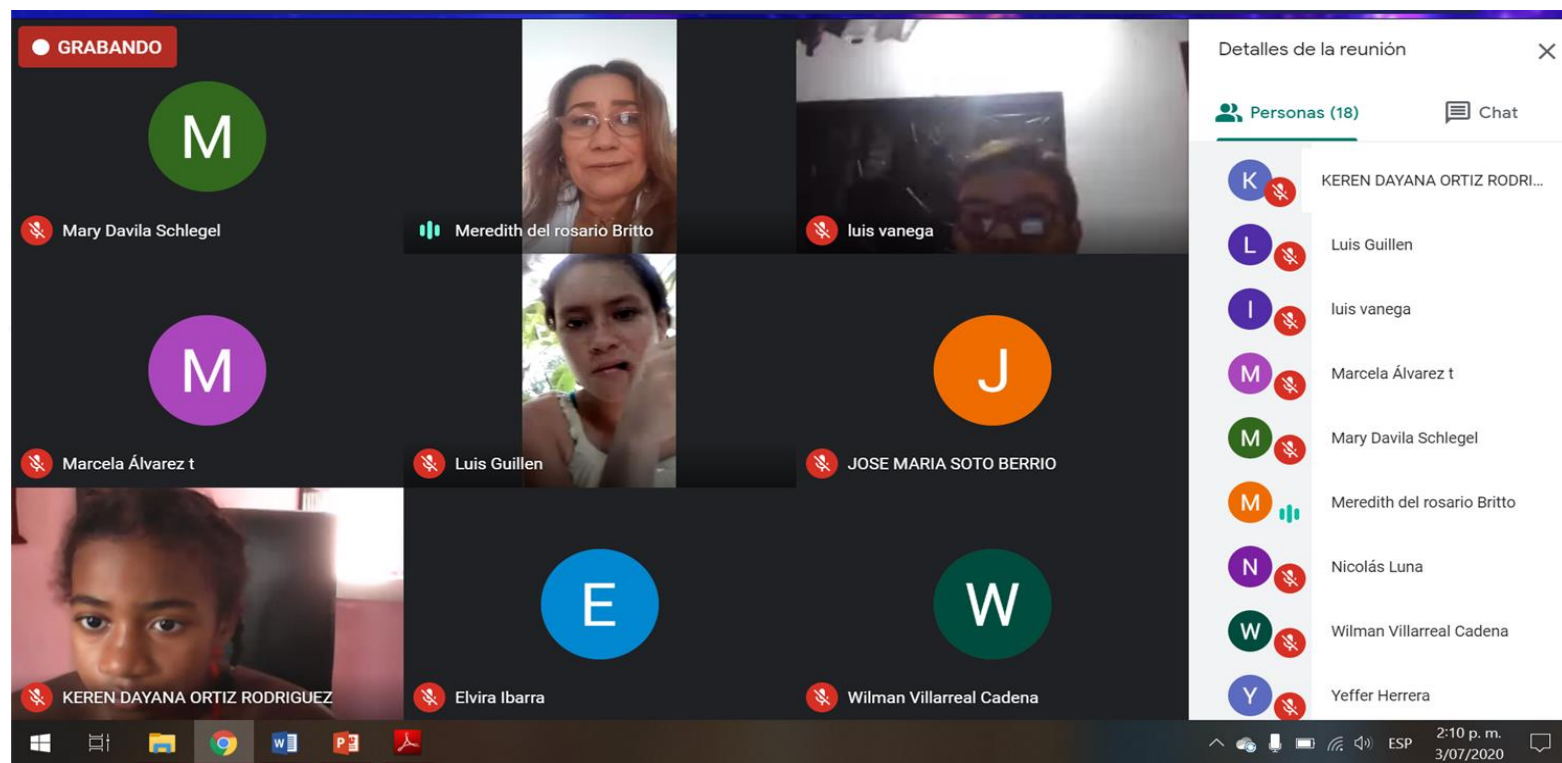 GRABANDO
M
Mary Davila Schlegel
Meredith del rosario Britto
luis vanega
M
Marcela Álvarez t
Luis Guillen
J
JOSE MARIA SOTO BERRIO
KEREN DAYANA ORTIZ RODRIGUEZ
E
Elvira Ibarra
W
Wilman Villarreal Cadena
Detalles de la reunión
Personas (18)
Chat
K
KEREN DAYANA ORTIZ RODRI...
L
Luis Guillen
l
luis vanega
M
Marcela Álvarez t
M
Mary Davila Schlegel
M
Meredith del rosario Britto
N
Nicolás Luna
W
Wilman Villarreal Cadena
Y
Yeffer Herrera
ESP
2:10 p. m.
3/07/2020